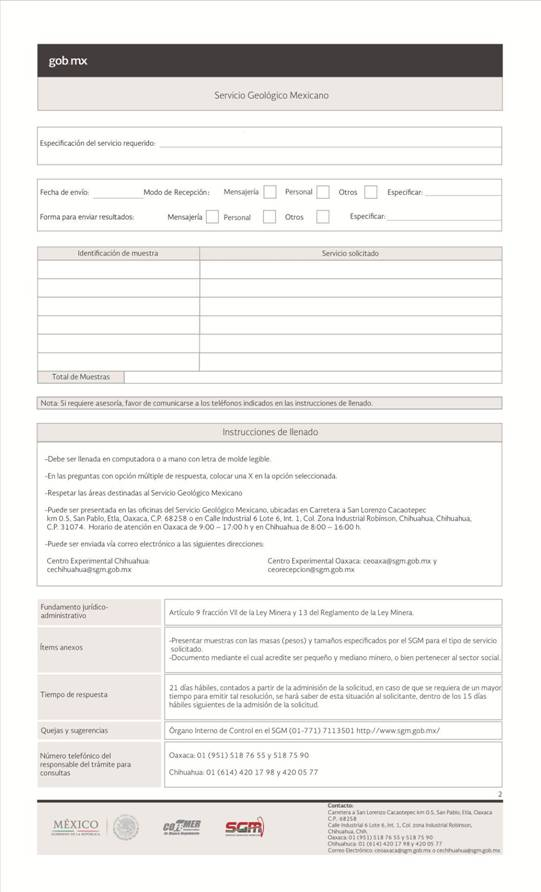 gob mx
Servicio Geológico Mexicano
Especificación del servicio requerido:
Fecha de envío: Modo de Recepción: Mensajería Personal Otros Especificar:
Forma para enviar resultados: Mensajería Personal Otros Especificar:
Identificación de muestra Servicio solicitado
Total de Muestras
Nota: Si requiere asesoría, favor de comunicarse a los teléfonos indicados en las instrucciones de llenado.
Instrucciones de llenado
-Debe ser llenada en computadora o a mano con letra de molde legible.
-En las preguntas con opción múltiple de respuesta, colocar una X en la opción seleccionada.
-Respetar las áreas destinadas al Servicio Geológico Mexicano
-Puede ser presentada en las oficinas del Servicio Geológico Mexicano, ubicadas en Carretera a San Lorenzo Cacaotepec
km 0.5, San Pablo, Etla, Oaxaca, C.P. 68258 o en Calle Industrial 6 Lote 6, Int. 1, Col. Zona Industrial Robinson, Chihuahua, Chihuahua,
C.P. 31074. Horario de atención en Oaxaca de 9:00 – 17:00 h y en Chihuahua de 8:00 – 16:00 h.
-Puede ser enviada vía correo electrónico a las siguientes direcciones:
Centro Experimental Chihuahua:
cechihuahua@sgm.gob.mx
Centro Experimental Oaxaca: ceoaxa@sgm.gob.mx y
ceorecepcion@sgm.gob.mx
Fundamento jurídico-
administrativo
Artículo 9 fracción VII de la Ley Minera y 13 del Reglamento de la Ley Minera.
Ítems anexos
-Presentar muestras con las masas (pesos) y tamaños especificados por el SGM para el tipo de servicio
solicitado.
-Documento mediante el cual acredite ser pequeño y mediano minero, o bien pertenecer al sector social.
Tiempo de respuesta
21 días hábiles, contados a partir de la adminisión de la solicitud, en caso de que se requiera de un mayor
tiempo para emitir tal resolución, se hará saber de esta situación al solicitante, dentro de los 15 días
hábiles siguientes de la admisión de la solicitud.
Quejas y sugerencias
Órgano Interno de Control en el SGM (01-771) 7113501 http://www.sgm.gob.mx/
Número telefónico del
responsable del trámite para
consultas
Oaxaca: 01 (951) 518 76 55 y 518 75 90
Chihuahua: 01 (614) 420 17 98 y 420 05 77
2
MÉXICO
GOBIERNO DE LA REPÚBLICA
COFEMER
SGM
Contacto:
Carretera a San Lorenzo Cacaotepec km 0.5, San Pablo, Etla, Oaxaca
C.P. 68258
Calle Industrial 6 Lote 6, Int. 1, Col. zona Industrial Robinson,
Chihuahua, Chih.
Oaxaca: 01 (951) 518 76 55 y 518 75 90
Chihuahua: 01 (614) 420 17 98 y 420 05 77
Correo Electrónico: ceoaxaca@sgm.gob.mx o cechihuahua@sgm.gob.mx